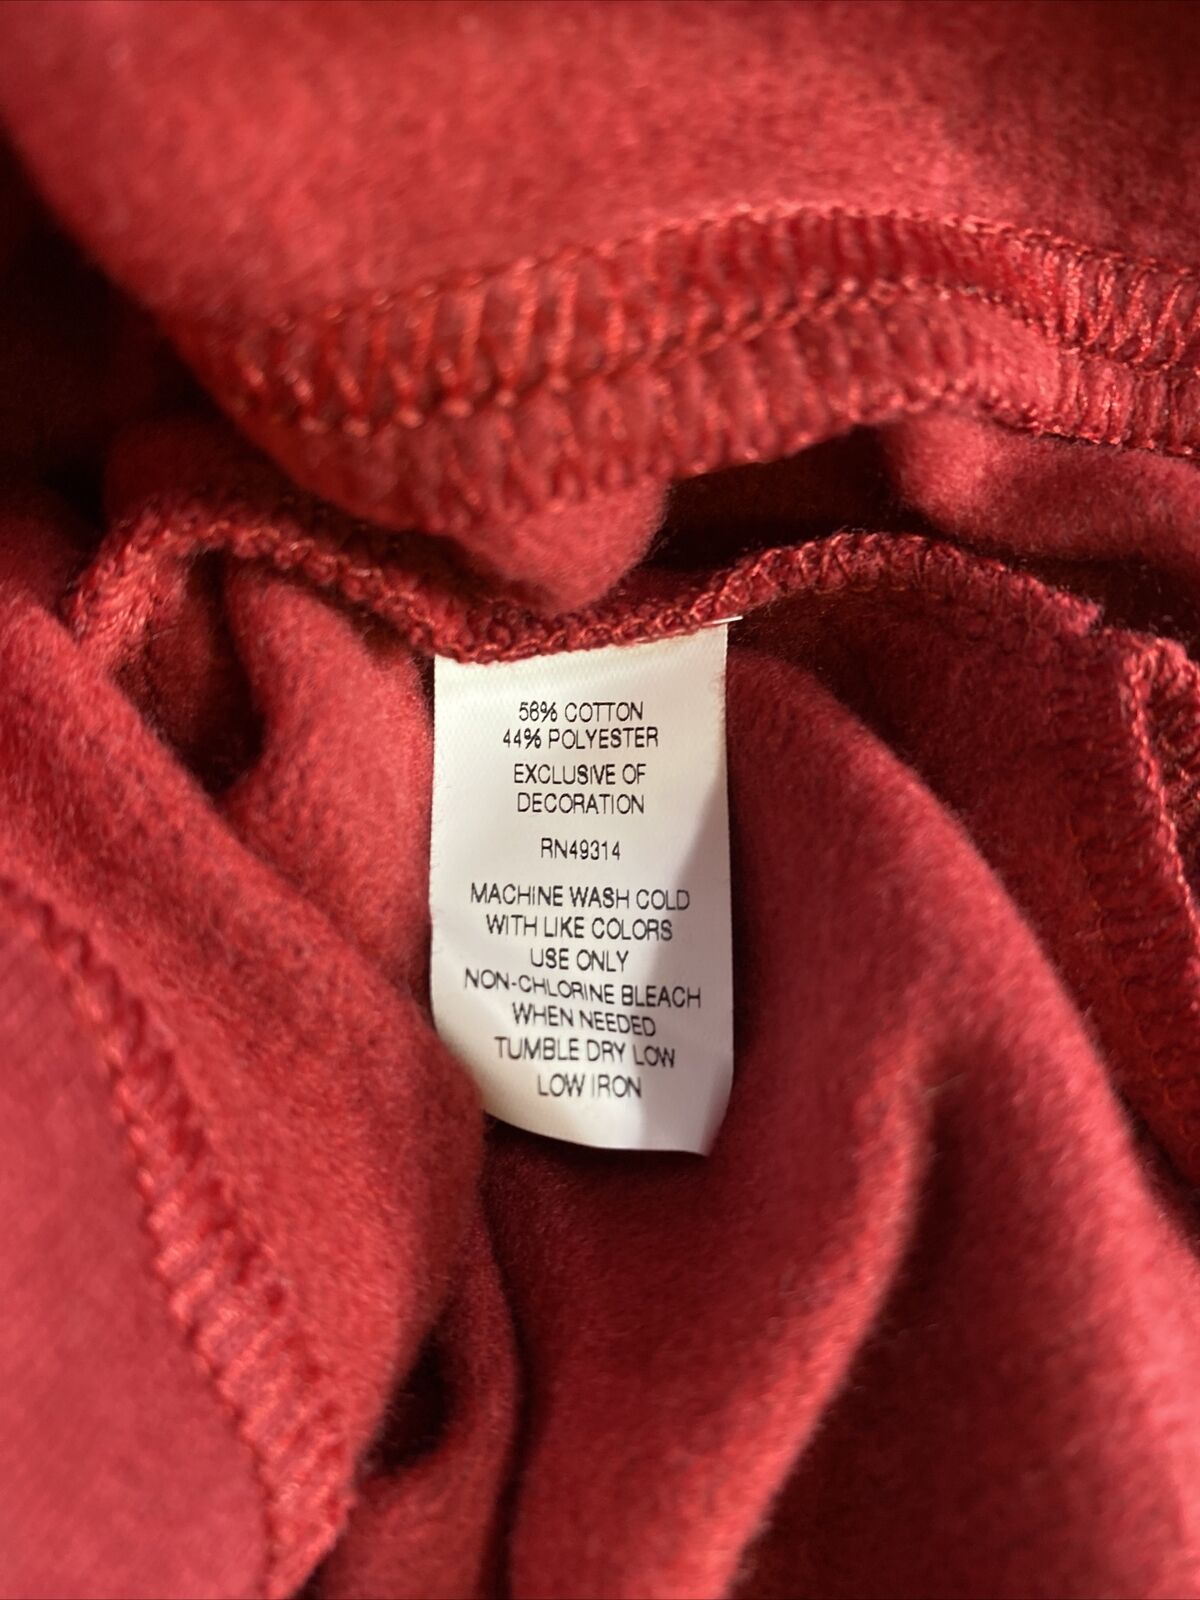 56% COTTON
44% POLYESTER
EXCLUSIVE OF
DECORATION
RN49314
MACHINE WASH COLD
WITH LIKE COLORS
USE ONLY
NON-CHLORINE BLEACH
WHEN NEEDED
TUMBLE DRY LOW
LOW IRON